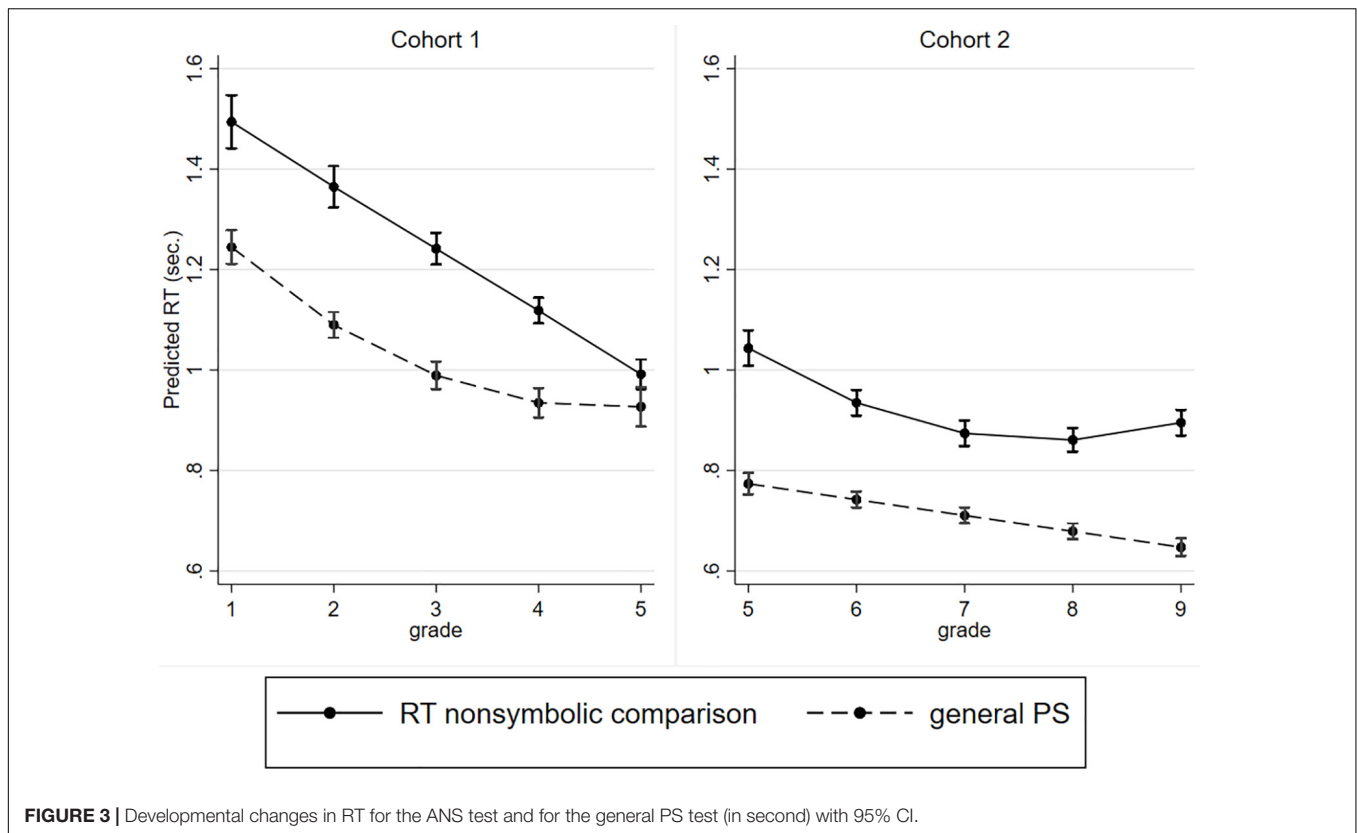 Cohort 1
Cohort 2
Predicted RT (sec.)
1.6
1.4
1.2
1
.8
.6
1 2 3 4 5
grade
1.6
1.4
1.2
1
.8
.6
5 6 7 8 9
grade
RT nonsymbolic comparison
general PS
FIGURE 3 | Developmental changes in RT for the ANS test and for the general PS test (in second) with 95% CI.